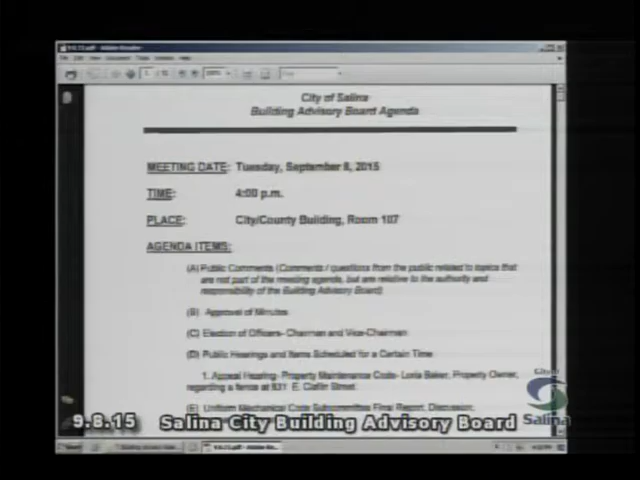 City of Salina
Building Advisory Board Agenda
MEETING DATE: Tuesday, September 8, 2015
TIME: 4:00 p.m.
PLACE: City/County Building, Room 107
AGENDA ITEMS:
(A) Public Comments (Comments / questions from the public related to topics that
are not part of the meeting agenda, but are relative to the authority and
responsibility of the Building Advisory Board)
(B) Approval of Minutes
(C) Election of Officers- Chairman and Vice-Chairman
(D) Public Hearings and Items Scheduled for a Certain Time
1. Appeal Hearing- Property Maintenance Code- Baker, Property Owner,
regarding a fence at E. Claflin Street.
(E) Uniform Mechanical Code Subcommittee Final Report, Discussion,
City of
Salina
9.8.15 Salina City Building Advisory Board